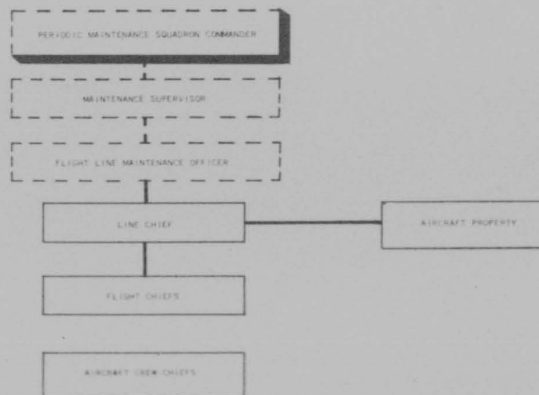 PERIODIC MAINTENANCE SQUADRON COMMANDER
MAINTENANCE SUPERVISOR
FLIGHT LINE MAINTENANCE OFFICER
LINE CHIEF
AIRCRAFT PROPERTY
FLIGHT CHIEFS
AIRCRAFT CREW CHIEFS